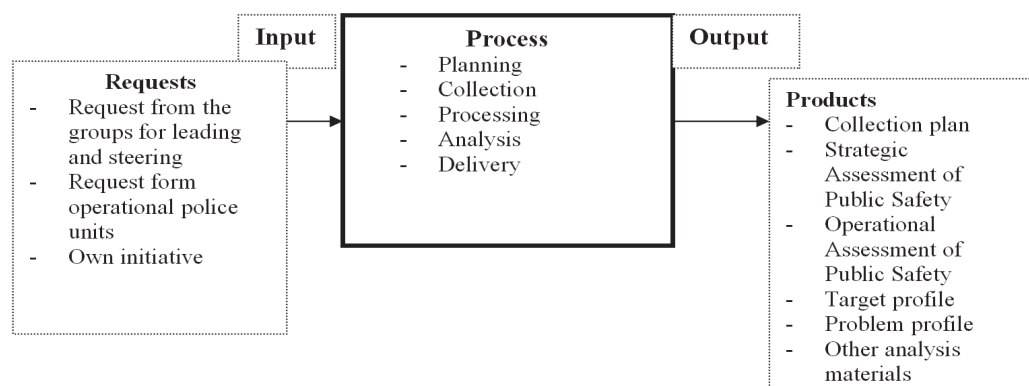 Input
Requests
- Request from the
groups for leading
and steering
- Request form
operational police
units
- Own initiative
Process
- Planning
- Collection
- Processing
- Analysis
- Delivery
Output
Products
- Collection plan
- Strategic
Assessment of
Public Safety
- Operational
Assessment of
Public Safety
- Target profile
- Problem profile
- Other analysis
materials